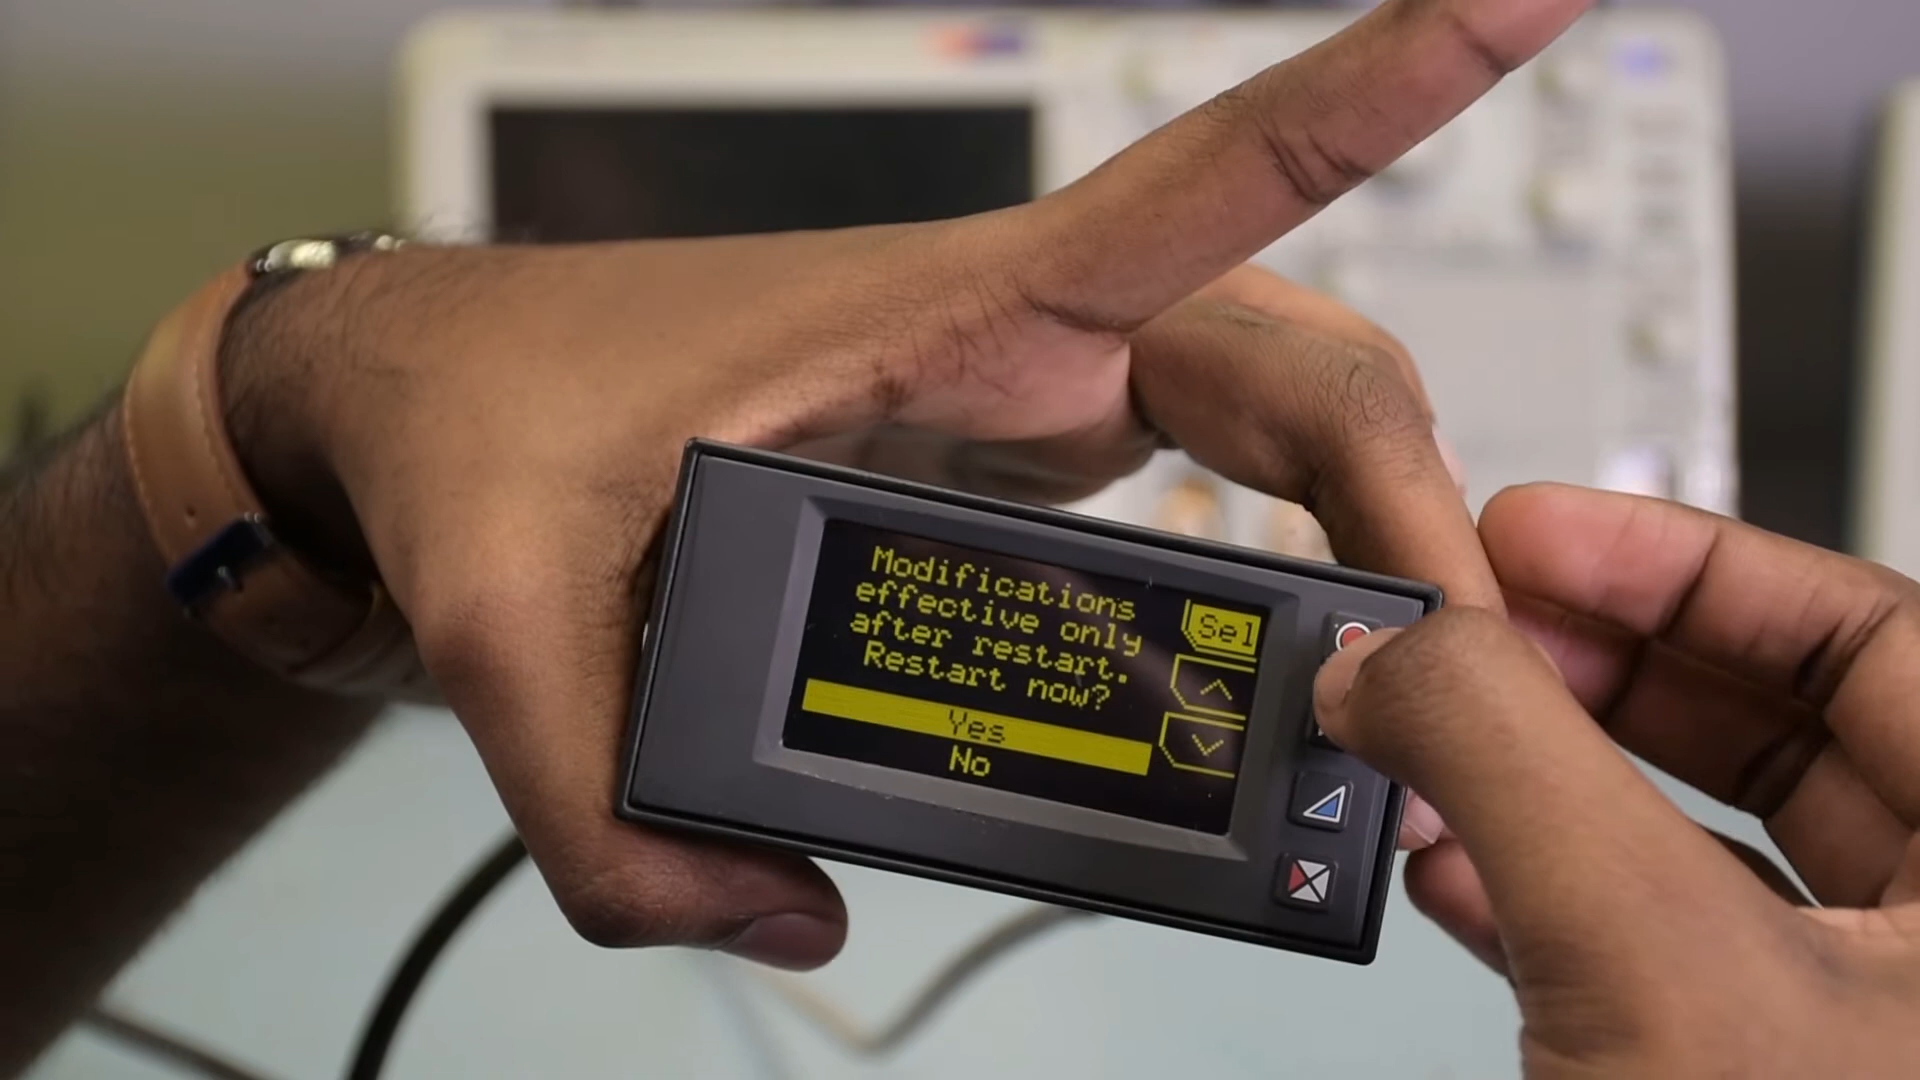 Modifications
effective only
after restart.
Restart now?
Yes
No
Sel